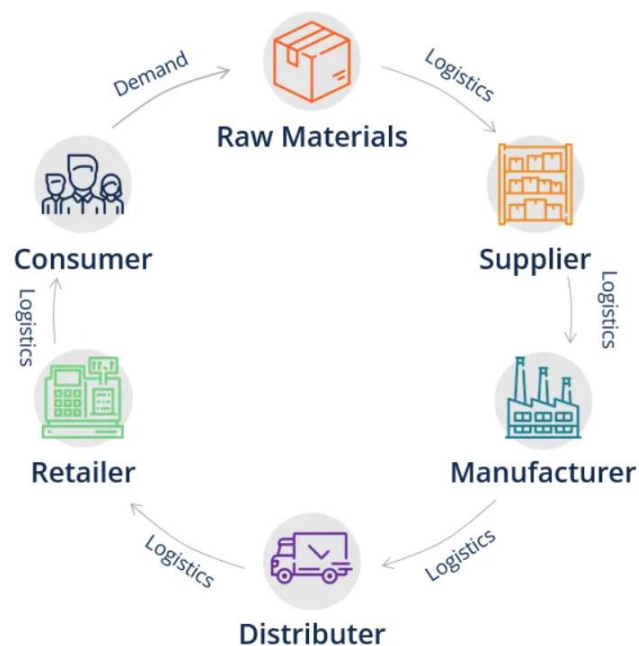 Demand
Logistics
Raw Materials
Consumer
Supplier
Logistics
Logistics
Retailer
Manufacturer
Logistics
Logistics
Distributer